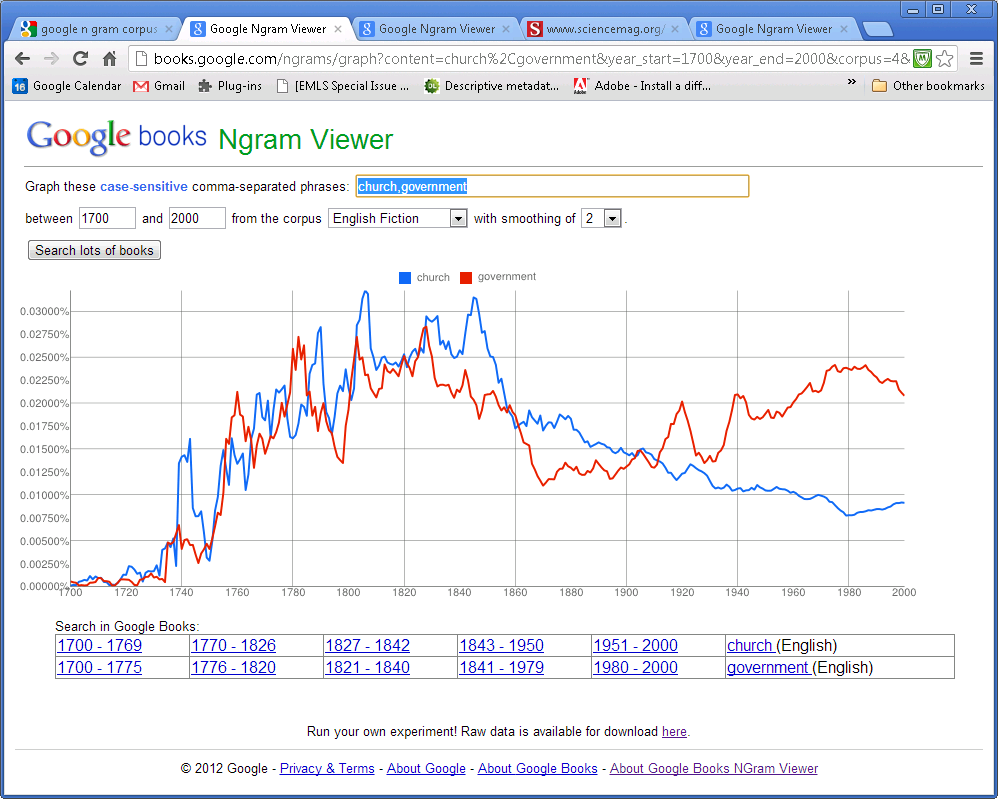 google n gram corpus
Google Ngram Viewer
Google Ngram Viewer
www.sciencemag.org/
Google Ngram Viewer
books.google.com/ngrams/graph?content=church%2Cgovernment&year_start=1700&year_end=2000&corpus=4&
16 Google Calendar
Gmail
Plug-ins
[EMLS Special Issue ...
Descriptive metadat...
Adobe - Install a diff...
»
Other bookmarks
Google books Ngram Viewer
Graph these case-sensitive comma-separated phrases: church,government
between 1700 and 2000 from the corpus English Fiction with smoothing of 2 .
Search lots of books
church government
0.03000%
0.02750%
0.02500%
0.02250%
0.02000%
0.01750%
0.01500%
0.01250%
0.01000%
0.00750%
0.00500%
0.00250%
0.00000%
1700 1720 1740 1760 1780 1800 1820 1840 1860 1880 1900 1920 1940 1960 1980 2000
Search in Google Books:
1700 - 1769 1770 - 1826 1827 - 1842 1843 - 1950 1951 - 2000 church (English)
1700 - 1775 1776 - 1820 1821 - 1840 1841 - 1979 1980 - 2000 government (English)
Run your own experiment! Raw data is available for download here.
© 2012 Google - Privacy & Terms - About Google - About Google Books - About Google Books NGram Viewer